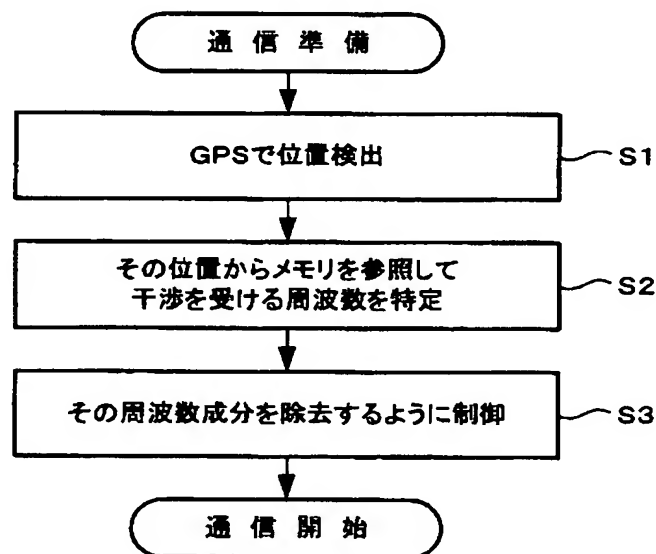 通信準備
GPSで位置検出
S1
その位置からメモリを参照して
干渉を受ける周波数を特定
S2
その周波数成分を除去するように制御
S3
通信開始